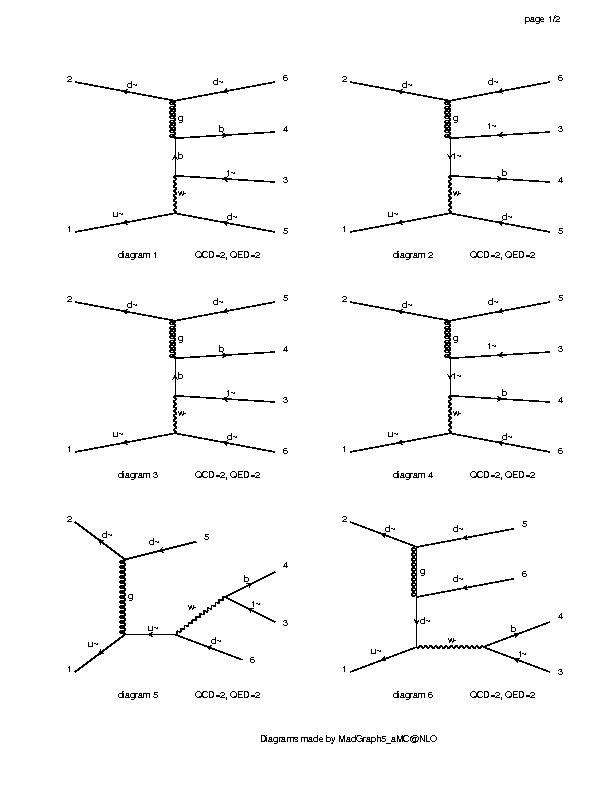 page 1/2
2 d~ d~ 6
g
b 4
b
t~ 3
w-
u~ d~
1 5
diagram 1 QCD=2, QED=2
2 d~ d~ 6
g
t~ 3
t~
b 4
w-
u~ d~
1 5
diagram 2 QCD=2, QED=2
2 d~ d~ 5
g
b 4
b
t~ 3
w-
u~ d~
1 6
diagram 3 QCD=2, QED=2
2 d~ d~ 5
g
t~ 3
t~
b 4
w-
u~ d~
1 6
diagram 4 QCD=2, QED=2
2 d~ d~ 5
4
b
g w- t~
3
u~ u~ d~
1 6
diagram 5 QCD=2, QED=2
2 d~ d~ 5
g d~ 6
d~ b 4
u~ w- t~
1 3
diagram 6 QCD=2, QED=2
Diagrams made by MadGraph5_aMC@NLO